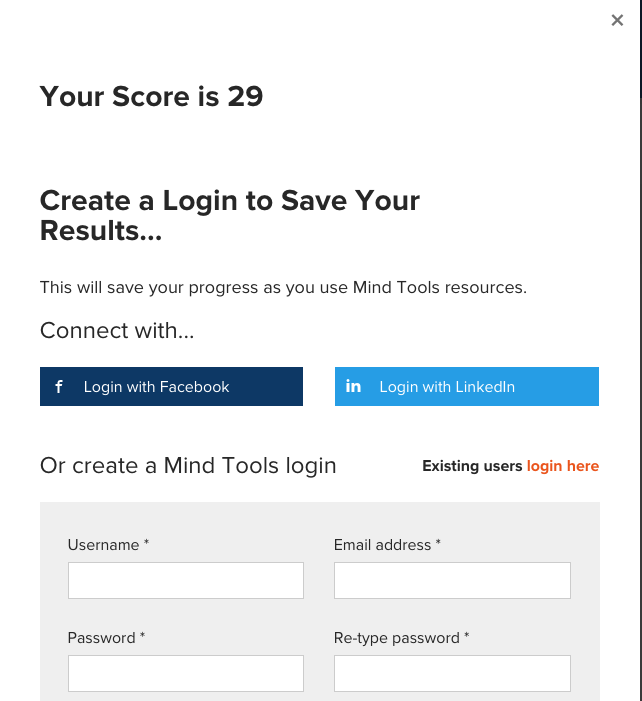 ×
Your Score is 29
Create a Login to Save Your
Results...
This will save your progress as you use Mind Tools resources.
Connect with...
f Login with Facebook
in Login with LinkedIn
Or create a Mind Tools login
Existing users login here
Username *
Email address *
Password *
Re-type password *